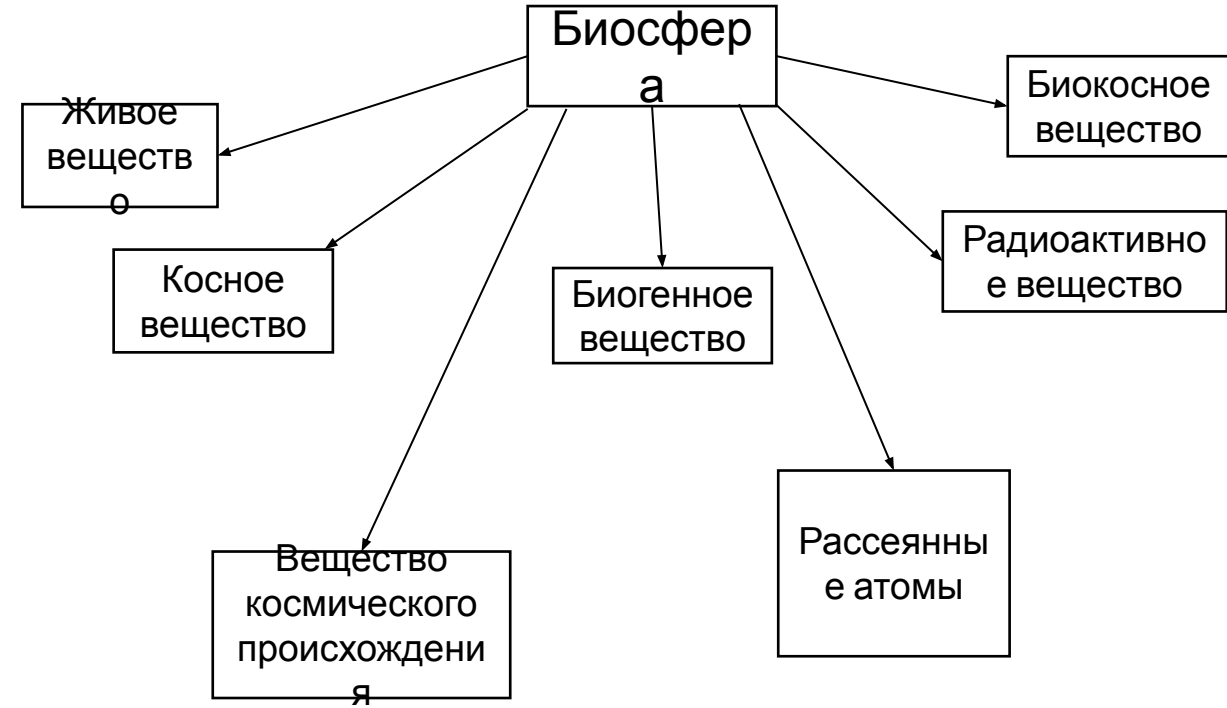 Биосфер
а
Живое
веществ
о
Биокосное
вещество
Косное
вещество
Биогенное
вещество
Радиоактивно
е вещество
Вещество
космического
происхождени
я
Рассеянны
е атомы